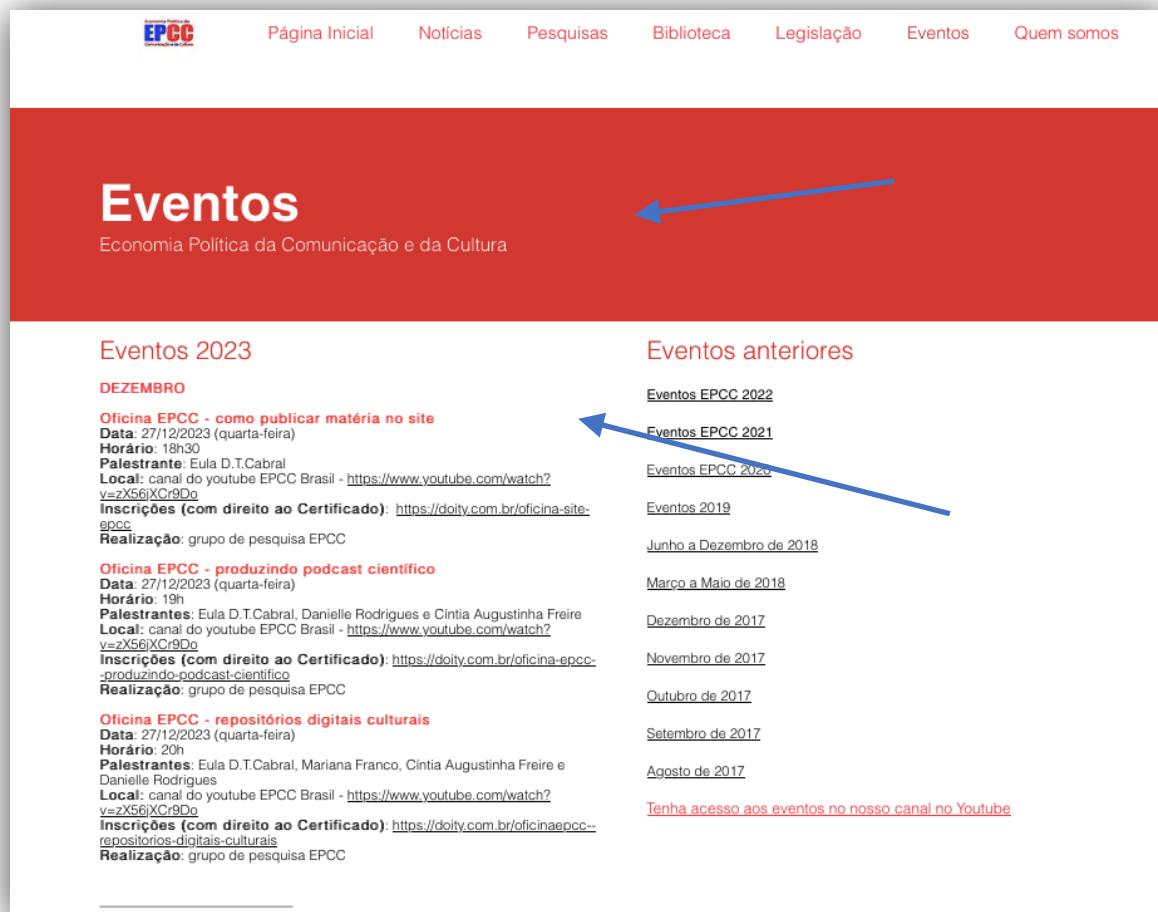 Economia Política da
EPCC
Comunicação e da Cultura
Página Inicial
Notícias
Pesquisas
Biblioteca
Legislação
Eventos
Quem somos
Eventos
Economia Política da Comunicação e da Cultura
Eventos 2023
DEZEMBRO
Oficina EPCC - como publicar matéria no site
Data: 27/12/2023 (quarta-feira)
Horário: 18h30
Palestrante: Eula D.T.Cabral
Local: canal do youtube EPCC Brasil - https://www.youtube.com/watch?
v=zX56jXCr9Do
Inscrições (com direito ao Certificado): https://doity.com.br/oficina-site-
epcc
Realização: grupo de pesquisa EPCC
Oficina EPCC - produzindo podcast científico
Data: 27/12/2023 (quarta-feira)
Horário: 19h
Palestrantes: Eula D.T.Cabral, Danielle Rodrigues e Cíntia Augustinha Freire
Local: canal do youtube EPCC Brasil - https://www.youtube.com/watch?
v=zX56jXCr9Do
Inscrições (com direito ao Certificado): https://doity.com.br/oficina-epcc-
-produzindo-podcast-cientifico
Realização: grupo de pesquisa EPCC
Oficina EPCC - repositórios digitais culturais
Data: 27/12/2023 (quarta-feira)
Horário: 20h
Palestrantes: Eula D.T.Cabral, Mariana Franco, Cíntia Augustinha Freire e
Danielle Rodrigues
Local: canal do youtube EPCC Brasil - https://www.youtube.com/watch?
v=zX56jXCr9Do
Inscrições (com direito ao Certificado): https://doity.com.br/oficinaepcc--
repositorios-digitais-culturais
Realização: grupo de pesquisa EPCC
Eventos anteriores
Eventos EPCC 2022
Eventos EPCC 2021
Eventos EPCC 2020
Eventos 2019
Junho a Dezembro de 2018
Março a Maio de 2018
Dezembro de 2017
Novembro de 2017
Outubro de 2017
Setembro de 2017
Agosto de 2017
Tenha acesso aos eventos no nosso canal no Youtube